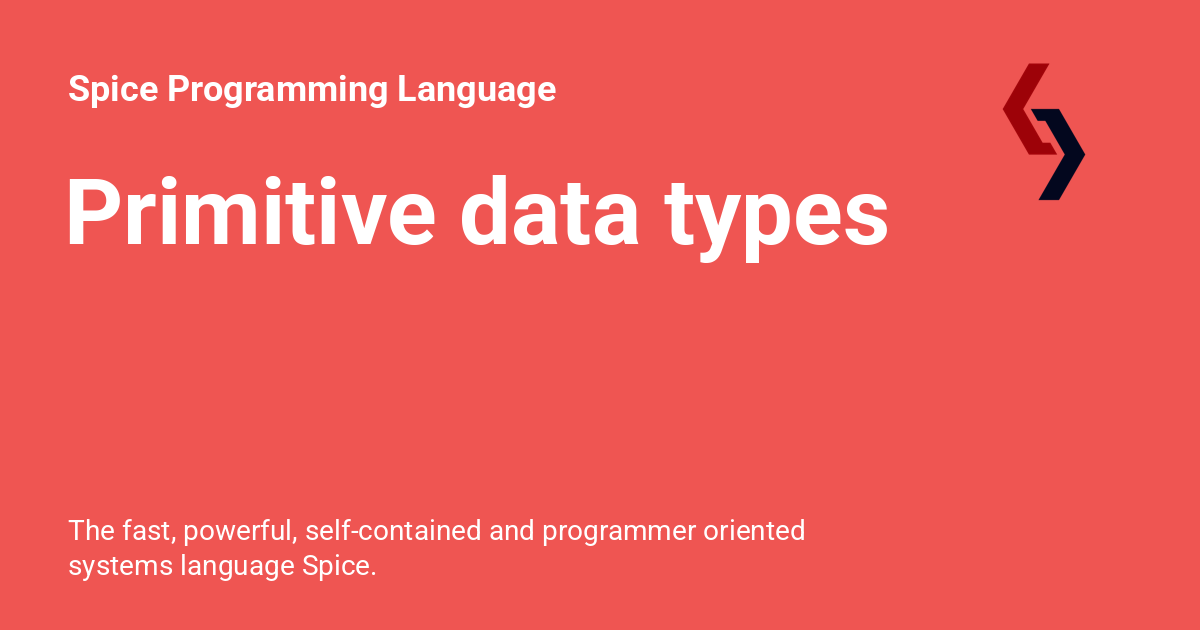 Spice Programming Language
Primitive data types
The fast, powerful, self-contained and programmer oriented
systems language Spice.